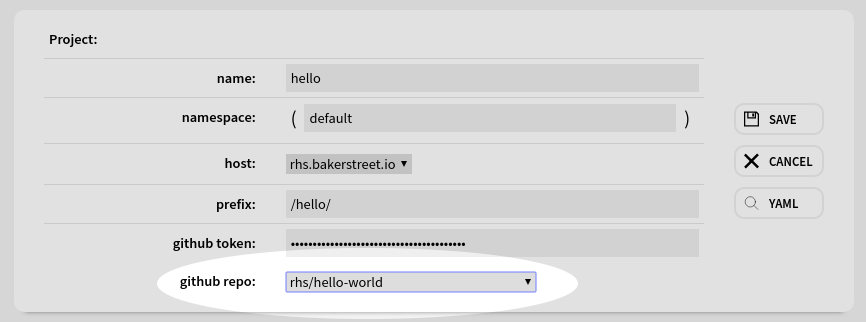 Project:
name: hello
namespace: ( default )
host: rhs.bakerstreet.io ▼
prefix: /hello/
github token: ••••••••••••••••••••••••••••••••••••••••
github repo: rhs/hello-world ▼
SAVE
CANCEL
YAML